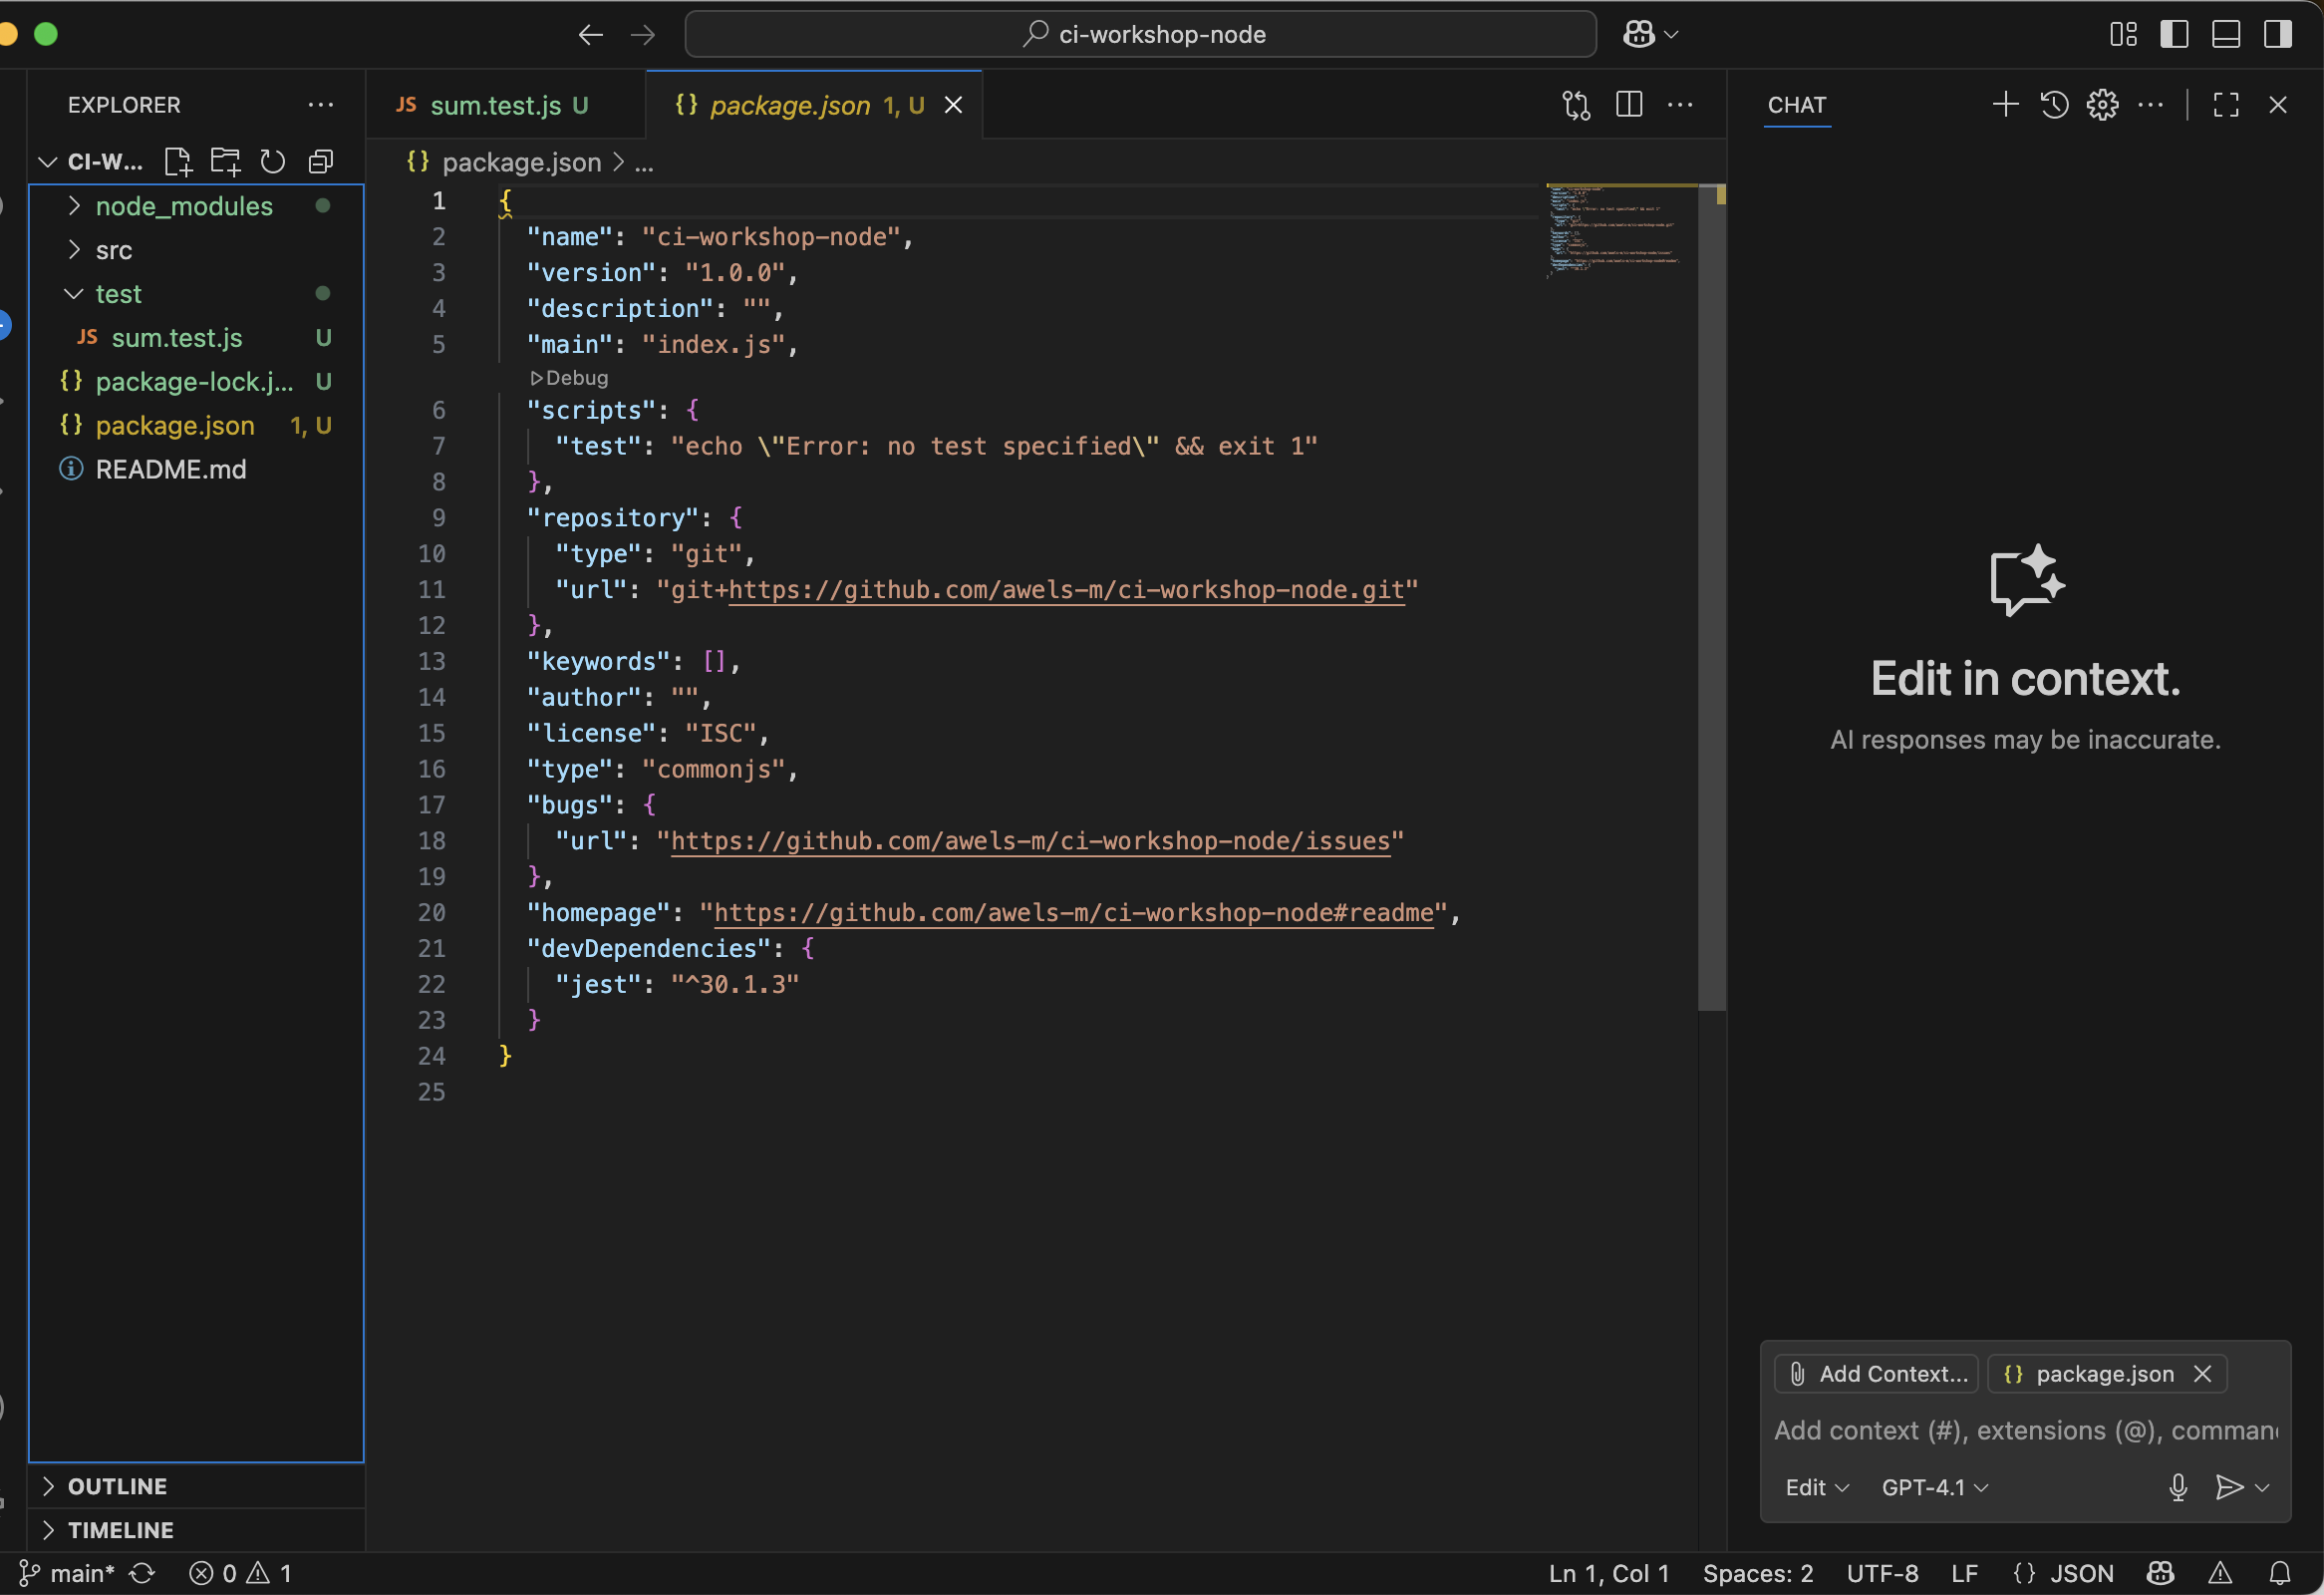 ci-workshop-node
EXPLORER
CI-W...
node_modules
src
test
JS sum.test.js U
{} package-lock.j... U
{} package.json 1, U
README.md
OUTLINE
TIMELINE
JS sum.test.js U
{} package.json 1, U
{} package.json > ...
1 {
2 "name": "ci-workshop-node",
3 "version": "1.0.0",
4 "description": "",
5 "main": "index.js",
Debug
6 "scripts": {
7 "test": "echo \"Error: no test specified\" && exit 1"
8 },
9 "repository": {
10 "type": "git",
11 "url": "git+https://github.com/awels-m/ci-workshop-node.git"
12 },
13 "keywords": [],
14 "author": "",
15 "license": "ISC",
16 "type": "commonjs",
17 "bugs": {
18 "url": "https://github.com/awels-m/ci-workshop-node/issues"
19 },
20 "homepage": "https://github.com/awels-m/ci-workshop-node#readme",
21 "devDependencies": {
22 "jest": "^30.1.3"
23 }
24 }
25
CHAT
Edit in context.
AI responses may be inaccurate.
Add Context...
{} package.json
Add context (#), extensions (@), comman
Edit
GPT-4.1
main*
0
1
Ln 1, Col 1
Spaces: 2
UTF-8
LF
{} JSON